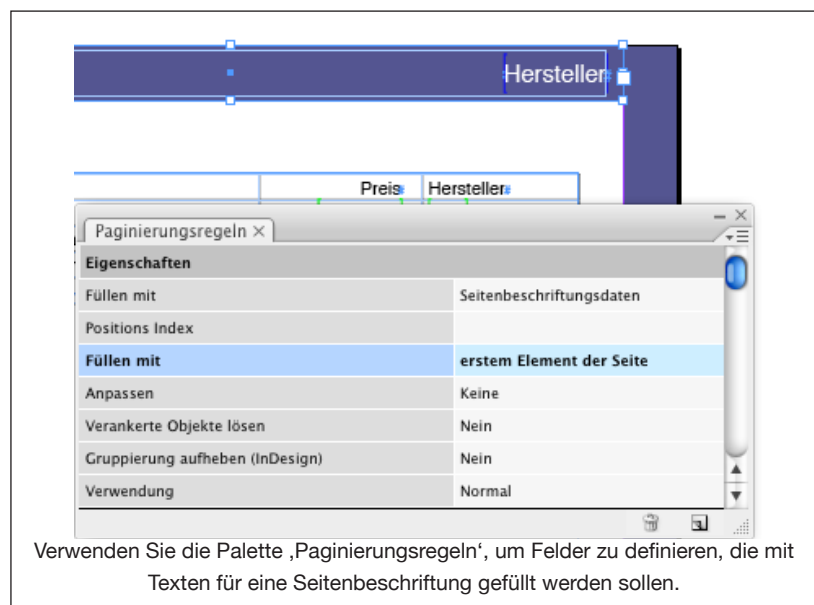 Hersteller
Preis Hersteller
Paginierungsregeln
Eigenschaften
Füllen mit Seitenbeschriftungsdaten
Positions Index
Füllen mit erstem Element der Seite
Anpassen Keine
Verankerte Objekte lösen Nein
Gruppierung aufheben (InDesign) Nein
Verwendung Normal
Verwenden Sie die Palette ‚Paginierungsregeln‘, um Felder zu definieren, die mit
Texten für eine Seitenbeschriftung gefüllt werden sollen.